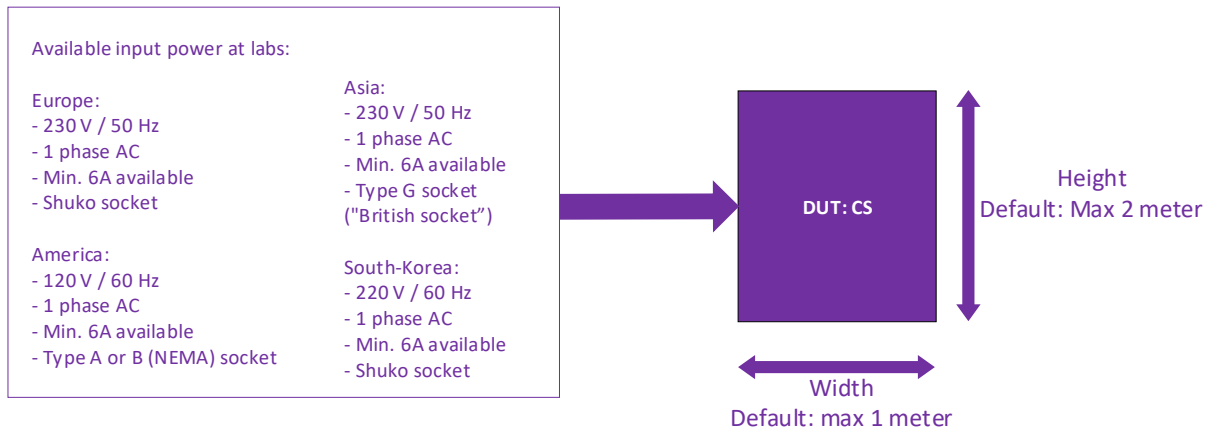 Available input power at labs:
Europe:
- 230 V / 50 Hz
- 1 phase AC
- Min. 6A available
- Shuko socket
America:
- 120 V / 60 Hz
- 1 phase AC
- Min. 6A available
- Type A or B (NEMA) socket
Asia:
- 230 V / 50 Hz
- 1 phase AC
- Min. 6A available
- Type G socket
("British socket”)
South-Korea:
- 220 V / 60 Hz
- 1 phase AC
- Min. 6A available
- Shuko socket
DUT: CS
Height
Default: Max 2 meter
Width
Default: max 1 meter